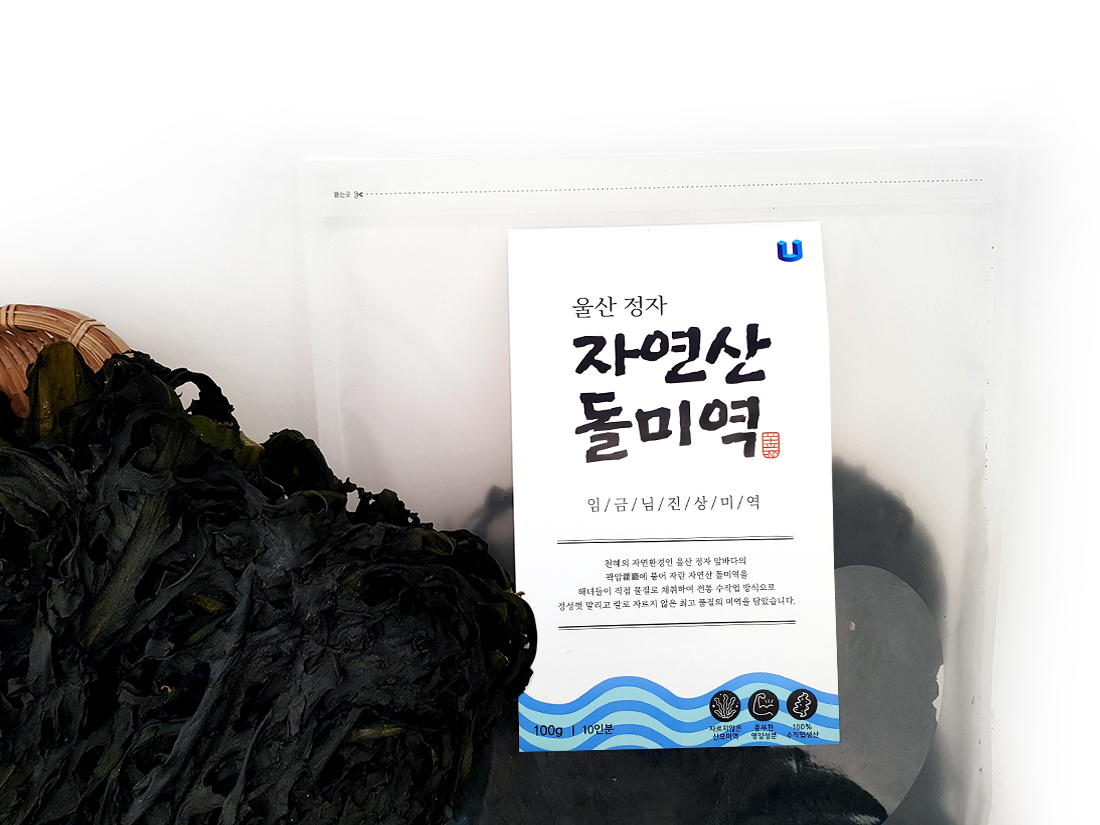 뜯는곳
울산 정자
자연산
돌미역
임/금/님/진/상/미/역
천혜의 자연환경인 울산 정자 앞바다의
곽암藿巖에 붙어 자란 자연산 돌미역을
해녀들이 직접 물질로 채취하여 전통 수작업 방식으로
정성껏 말리고 칼로 자르지 않은 최고 품질의 미역을 담았습니다.
자르지않은 풍부한 100%
산모미역 영양성분 수작업생산
100g | 10인분